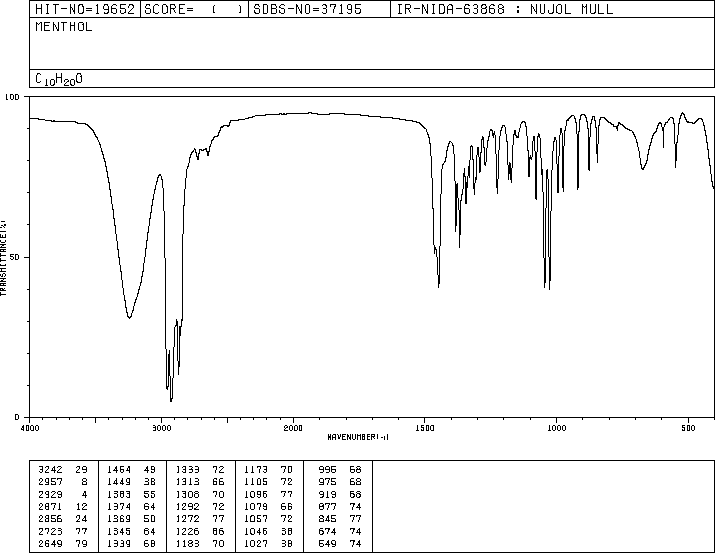 HIT-NO=19652 SCORE= ( ) SDBS-NO=37195 IR-NIDA-63868 : NUJOL MULL
MENTHOL
C10H20O
100
50
0
TRANSMITTANCE(%)
4000 3000 2000 1500 1000 500
WAVENUMBER(-1)
3242 29 1464 49 1333 72 1173 70 996 68
2957 8 1449 38 1313 66 1105 72 975 68
2929 4 1383 55 1308 70 1096 77 919 68
2871 12 1374 64 1292 72 1079 66 877 74
2856 24 1369 50 1272 77 1057 72 845 77
2723 77 1345 64 1226 86 1046 38 674 74
2649 79 1339 68 1183 70 1027 38 549 74